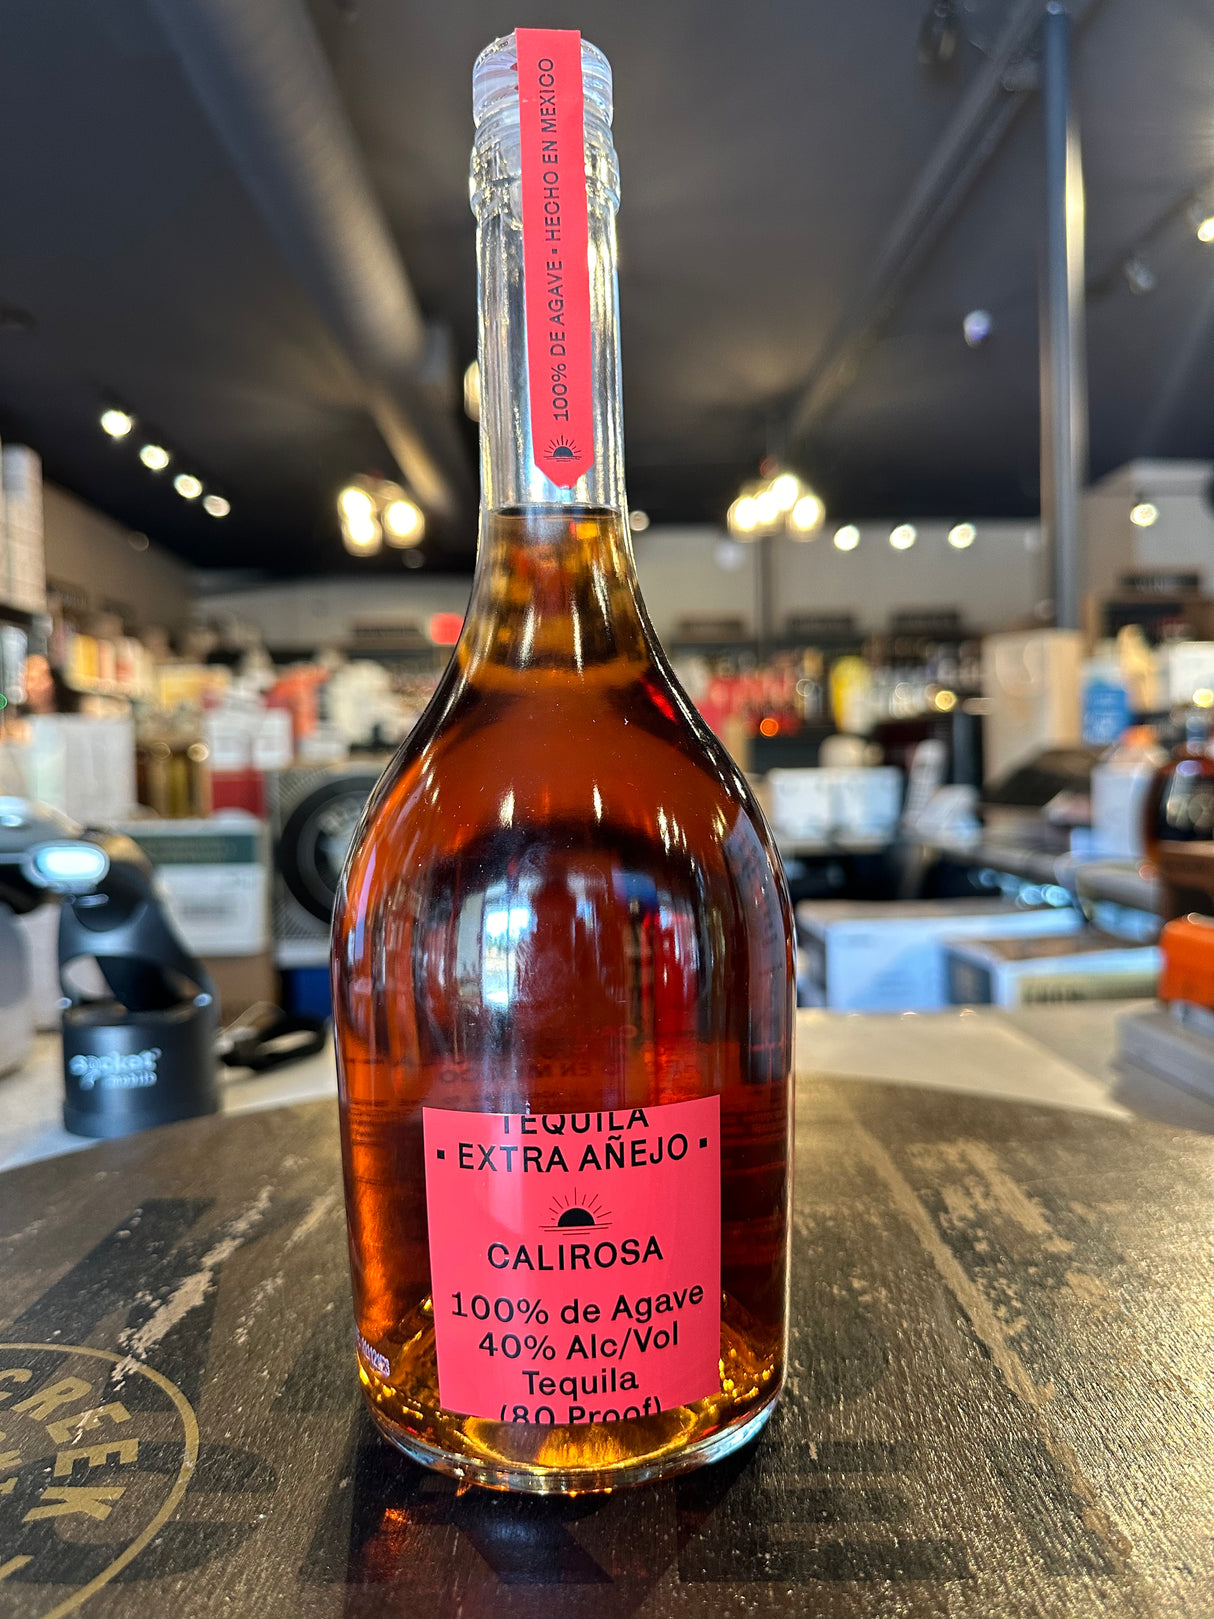 100% DE AGAVE ▪ HECHO EN MEXICO
TEQUILA
▪ EXTRA AÑEJO ▪
CALIROSA
100% de Agave
40% Alc/Vol
Tequila
(80 Proof)
CREEK